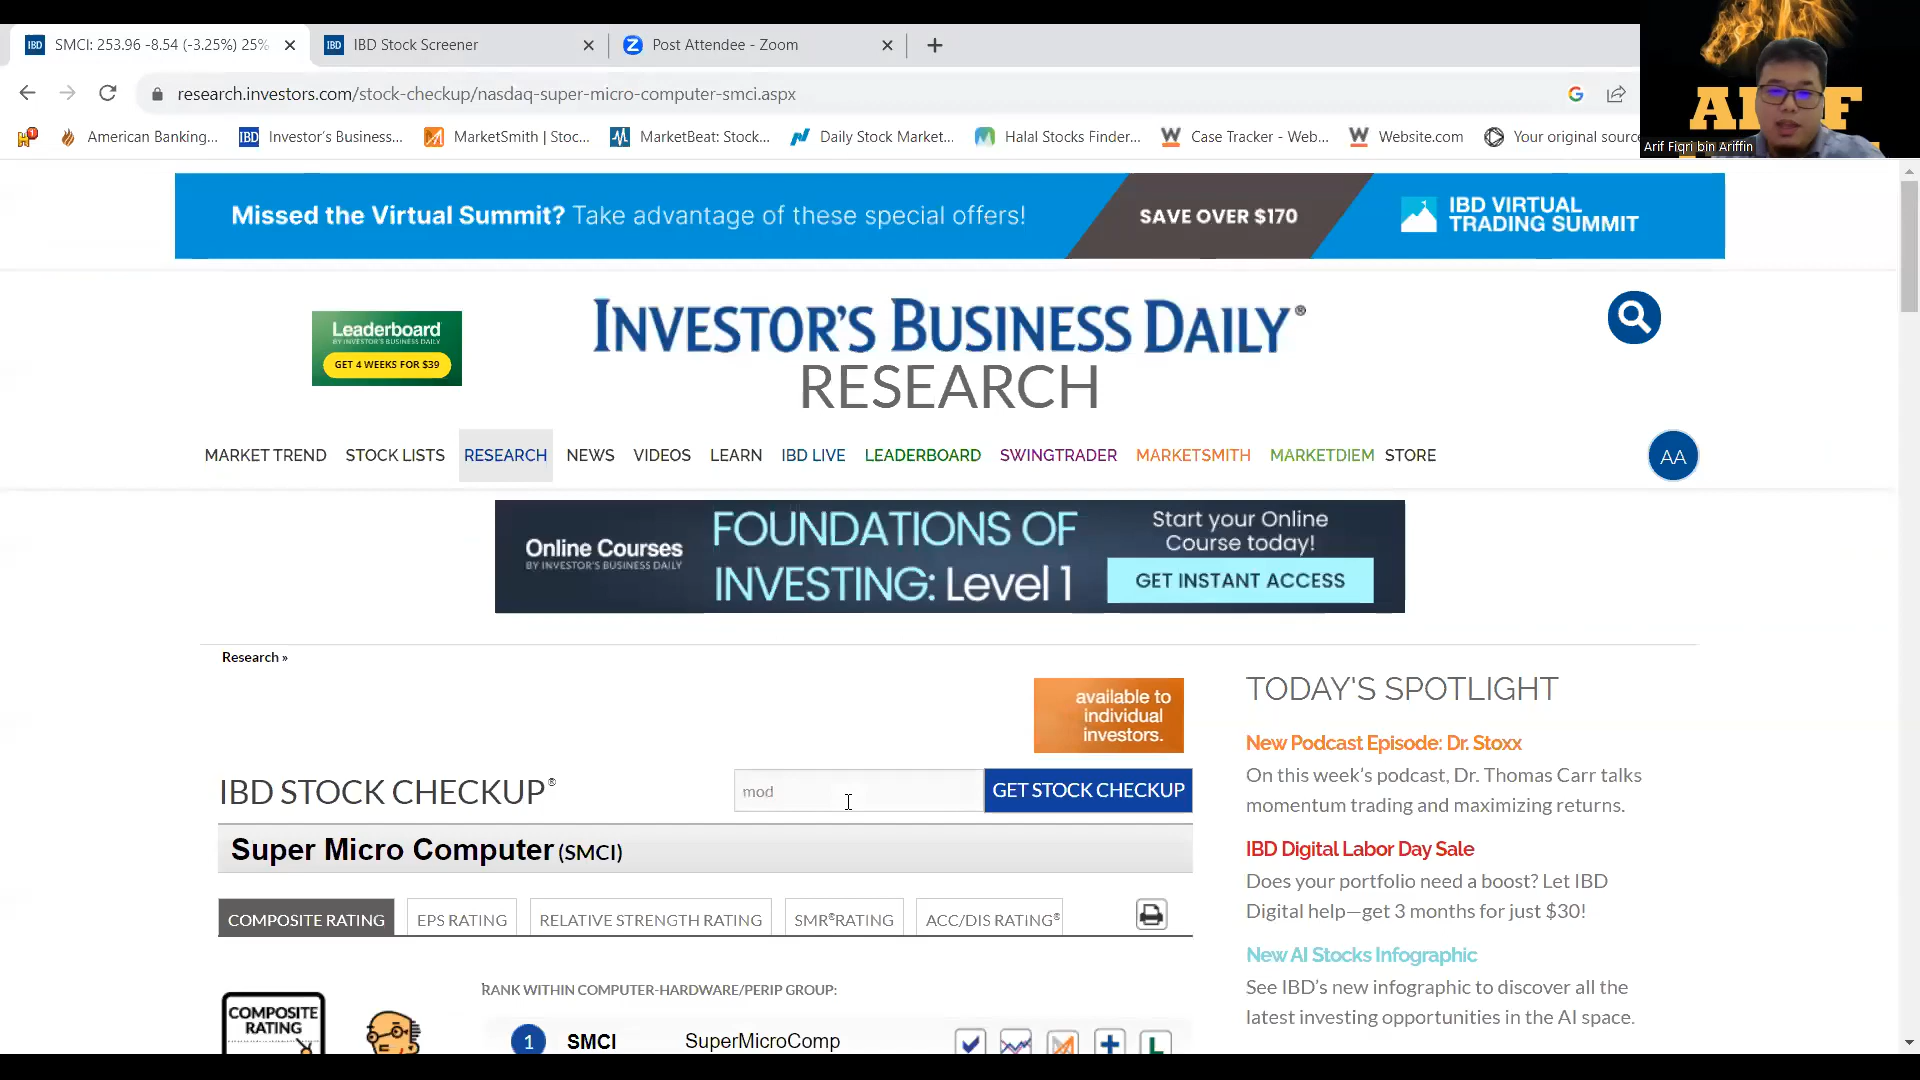 SMCI: 253.96 -8.54 (-3.25%) 25%
IBD Stock Screener
Post Attendee - Zoom
research.investors.com/stock-checkup/nasdaq-super-micro-computer-smci.aspx
American Banking...
Investor's Business...
MarketSmith | Stoc...
MarketBeat: Stock...
Daily Stock Market...
Halal Stocks Finder...
Case Tracker - Web...
Website.com
Your original source
Arif Fiqri bin Ariffin
Missed the Virtual Summit? Take advantage of these special offers!
SAVE OVER $170
IBD VIRTUAL
TRADING SUMMIT
Leaderboard
BY INVESTOR'S BUSINESS DAILY
GET 4 WEEKS FOR $39
INVESTOR'S BUSINESS DAILY®
RESEARCH
MARKET TREND STOCK LISTS RESEARCH NEWS VIDEOS LEARN IBD LIVE LEADERBOARD SWINGTRADER MARKETSMITH MARKETDIEM STORE
AA
Online Courses
BY INVESTOR'S BUSINESS DAILY
FOUNDATIONS OF
INVESTING: Level 1
Start your Online
Course today!
GET INSTANT ACCESS
Research »
available to
individual
investors.
IBD STOCK CHECKUP®
mod
GET STOCK CHECKUP
Super Micro Computer (SMCI)
COMPOSITE RATING
EPS RATING
RELATIVE STRENGTH RATING
SMR®RATING
ACC/DIS RATING®
COMPOSITE
RATING
RANK WITHIN COMPUTER-HARDWARE/PERIP GROUP:
1 SMCI SuperMicroComp
TODAY'S SPOTLIGHT
New Podcast Episode: Dr. Stoxx
On this week's podcast, Dr. Thomas Carr talks
momentum trading and maximizing returns.
IBD Digital Labor Day Sale
Does your portfolio need a boost? Let IBD
Digital help—get 3 months for just $30!
New AI Stocks Infographic
See IBD's new infographic to discover all the
latest investing opportunities in the AI space.